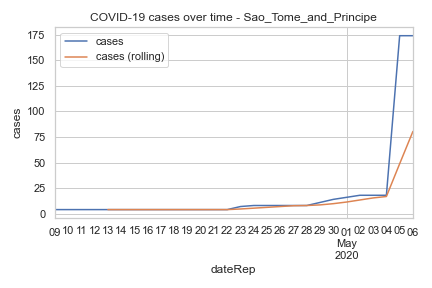 COVID-19 cases over time - Sao_Tome_and_Principe
cases
cases (rolling)
175
150
125
100
75
50
25
0
cases
09 10 11 12 13 14 15 16 17 18 19 20 21 22 23 24 25 26 27 28 29 30 01 02 03 04 05 06
May
2020
dateRep